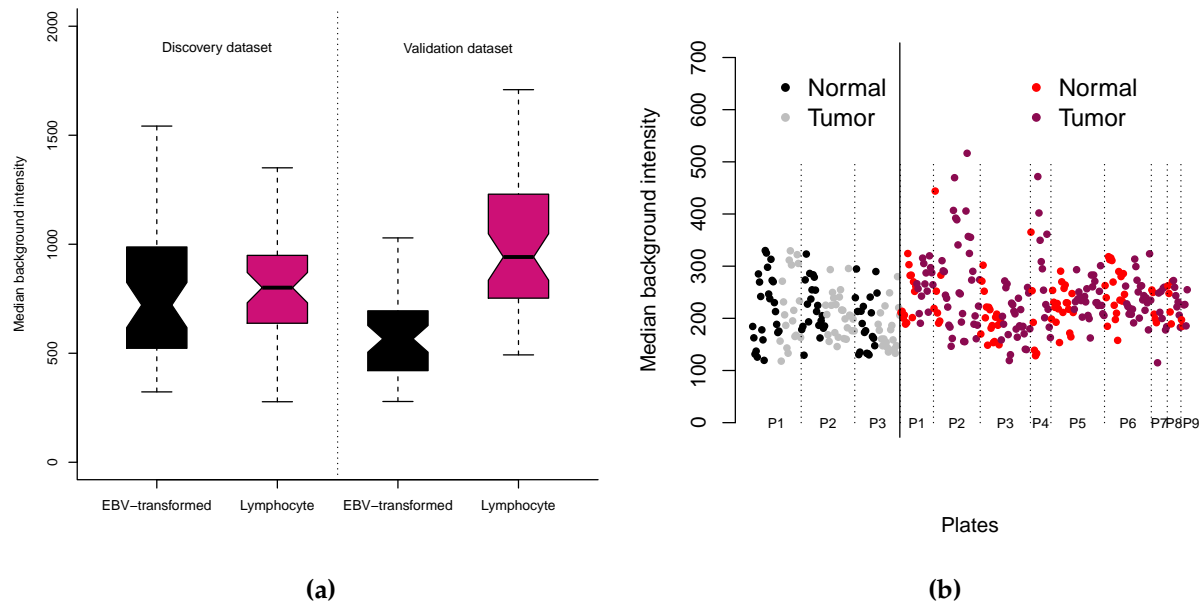 Median background intensity
2000
1500
1000
500
0
Discovery dataset
Validation dataset
EBV−transformed
Lymphocyte
EBV−transformed
Lymphocyte
(a)
Median background intensity
700
600
500
400
300
200
100
0
Normal
Tumor
Normal
Tumor
P1
P2
P3
P1
P2
P3
P4
P5
P6
P7
P8
P9
Plates
(b)